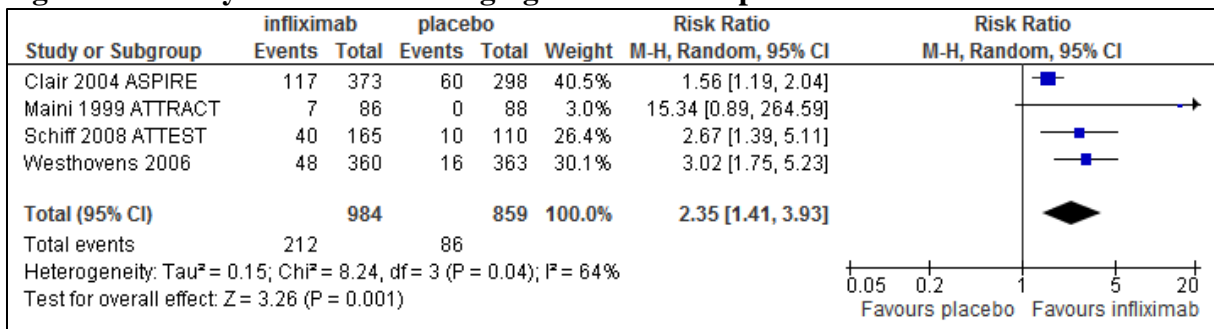 infliximab placebo Risk Ratio Risk Ratio
Study or Subgroup Events Total Events Total Weight M-H, Random, 95% CI M-H, Random, 95% CI
Clair 2004 ASPIRE 117 373 60 298 40.5% 1.56 [1.19, 2.04]
Maini 1999 ATTRACT 7 86 0 88 3.0% 15.34 [0.89, 264.59]
Schiff 2008 ATTEST 40 165 10 110 26.4% 2.67 [1.39, 5.11]
Westhovens 2006 48 360 16 363 30.1% 3.02 [1.75, 5.23]
Total (95% CI) 984 859 100.0% 2.35 [1.41, 3.93]
Total events 212 86
Heterogeneity: Tau² = 0.15; Chi² = 8.24, df = 3 (P = 0.04); I² = 64%
Test for overall effect: Z = 3.26 (P = 0.001)
0.05 0.2 1 5 20
Favours placebo Favours infliximab